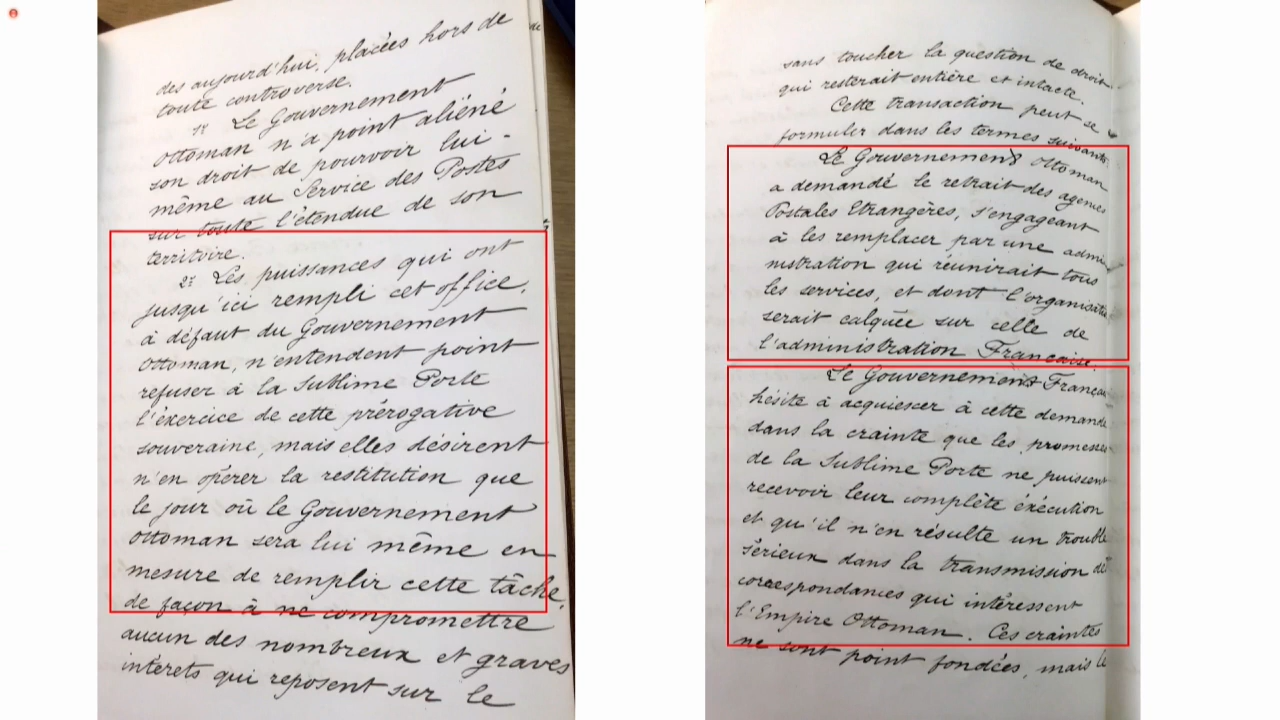 des aujourd'hui, placées hors de
toute controverse.
1º Le Gouvernement
Ottoman n'a point aliéné
son droit de pourvoir lui-
même au Service des Postes
sur toute l'étendue de son
territoire.
2º Les puissances qui ont
jusqu'ici rempli cet office,
à défaut du Gouvernement
Ottoman, n'entendent point
refuser à la Sublime Porte
l'éxercice de cette prérogative
souveraine, mais elles désirent
n'en opérer la restitution que
le jour où le Gouvernement
Ottoman sera lui même en
mesure de remplir cette tâche,
de façon à ne compromettre
aucun des nombreux et graves
intérets qui reposent sur le
sans toucher la question de droit
qui resterait entière et intacte.
Cette transaction peut se
formuler dans les termes suivants:
Le Gouvernement Ottoman
a demandé le retrait des agences
Postales Etrangères, s'engageant
à les remplacer par une admi
nistration qui réunirait tous
les services, et dont l'organisatio
serait calquée sur celle de
l'administration Française.
Le Gouvernement Françai
hésite à acquiescer à cette demande
dans la crainte que les promesses
de la Sublime Porte ne puissent
recevoir leur complète éxécution
et qu'il n'en résulte un trouble
sérieux dans la transmission des
correspondances qui intéressent
l'Empire Ottoman. Ces craintes
ne sont point fondées, mais le